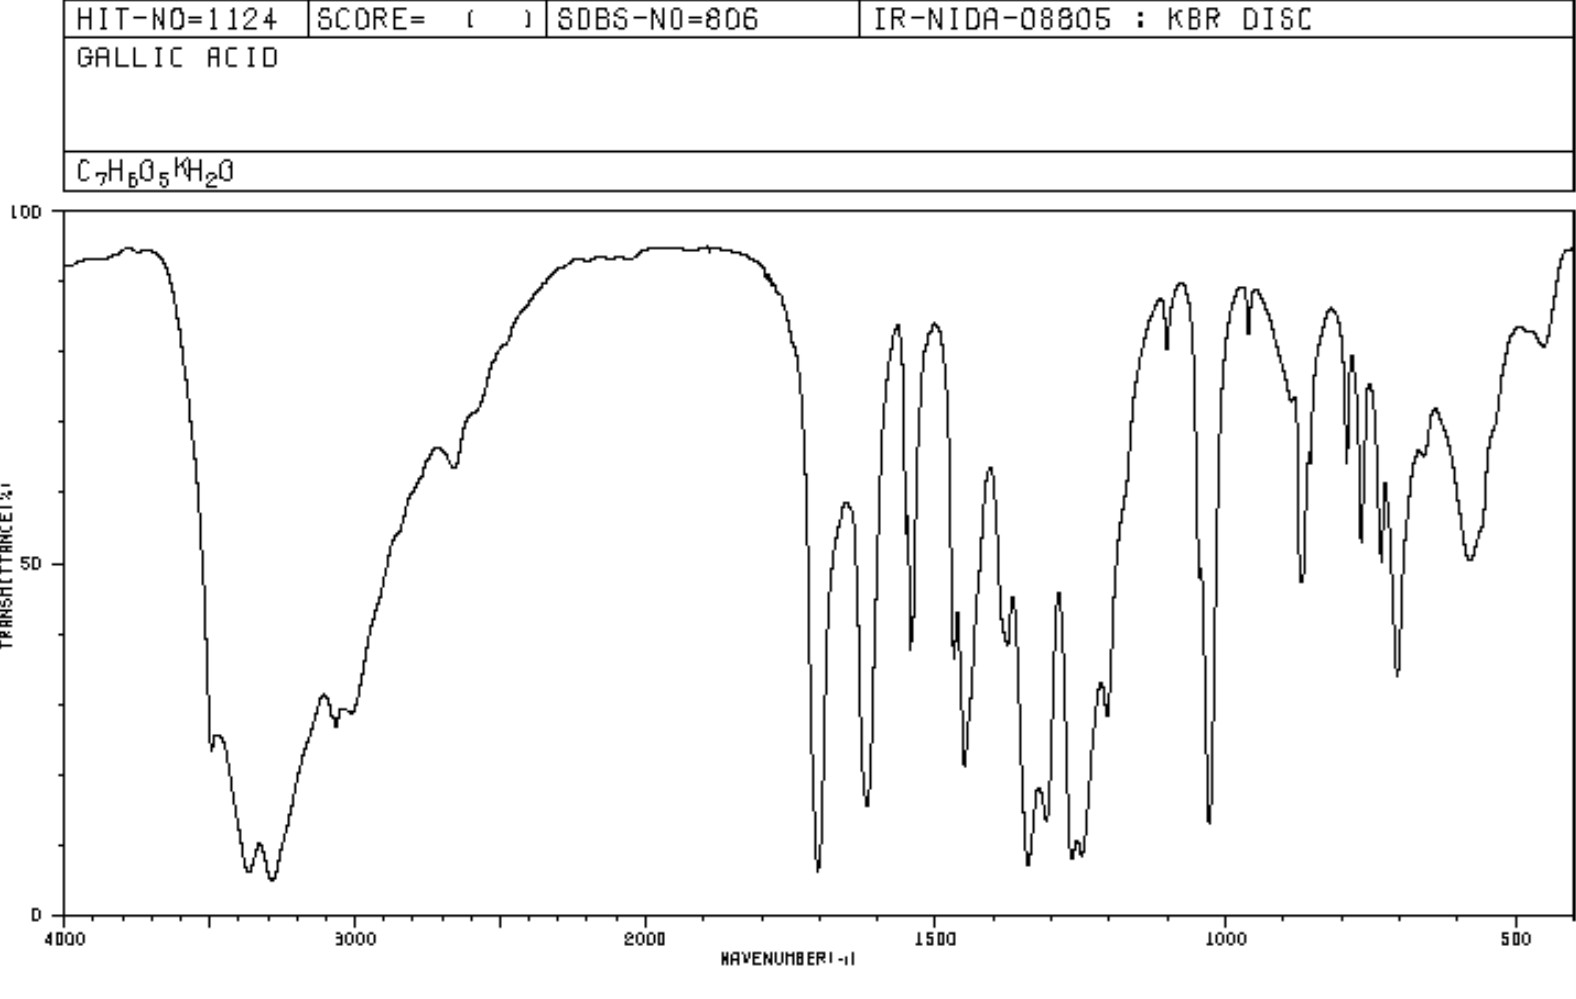 HIT-NO=1124 SCORE= ( ) SDBS-NO=806 IR-NIDA-08805 : KBR DISC
GALLIC ACID
C7H6O5KH2O
100
50
0
TRANSMITTANCE(%)
4000 3000 2000 1500 1000 500
WAVENUMBER(-1)